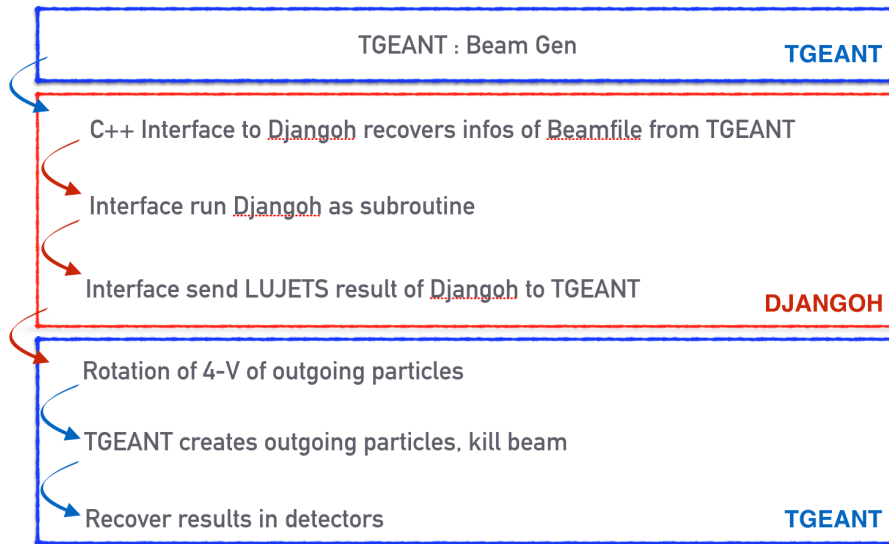 TGEANT : Beam Gen
TGEANT
C++ Interface to Djangoh recovers infos of Beamfile from TGEANT
Interface run Djangoh as subroutine
Interface send LUJETS result of Djangoh to TGEANT
DJANGOH
Rotation of 4-V of outgoing particles
TGEANT creates outgoing particles, kill beam
Recover results in detectors
TGEANT